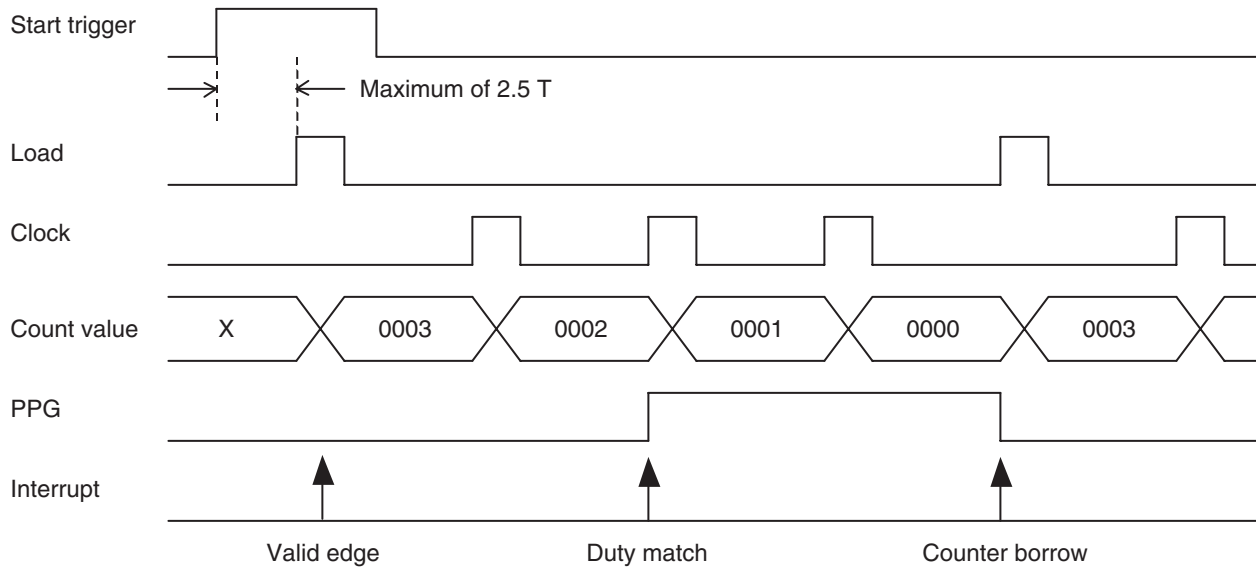 Start trigger
Maximum of 2.5 T
Load
Clock
Count value X 0003 0002 0001 0000 0003
PPG
Interrupt
Valid edge Duty match Counter borrow